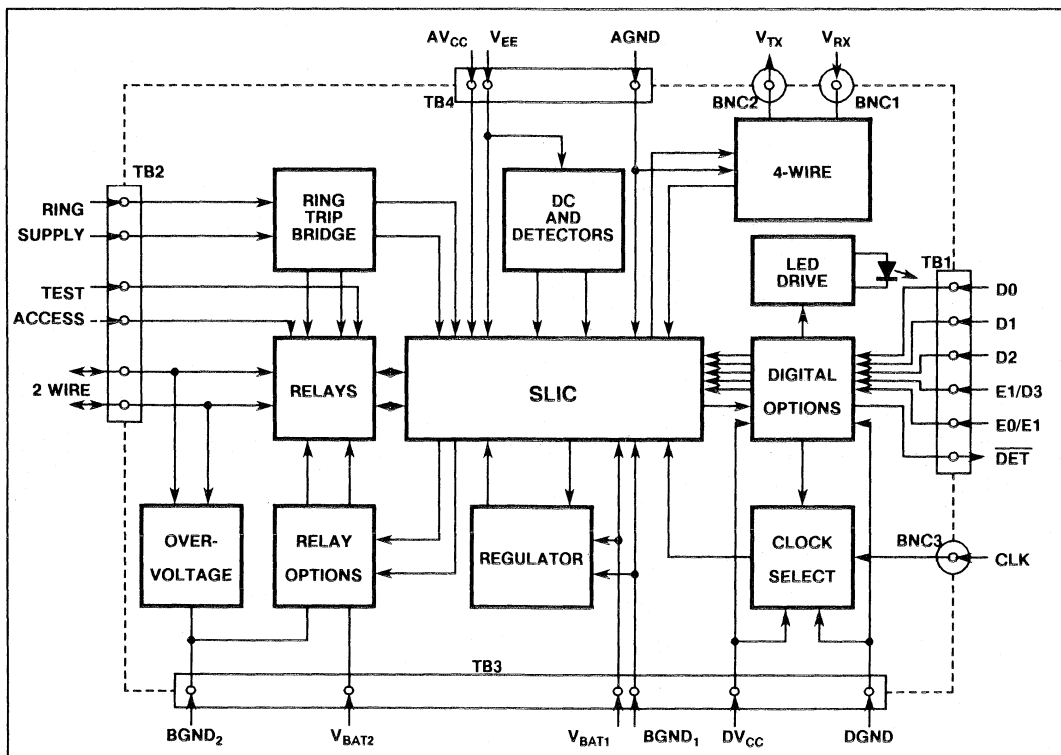 AVCC VEE AGND VTX VRX
TB4 BNC2 BNC1
TB2
RING
SUPPLY
TEST
ACCESS
2 WIRE
RING
TRIP
BRIDGE
DC
AND
DETECTORS
4-WIRE
LED
DRIVE
TB1
D0
D1
D2
E1/D3
E0/E1
DET
RELAYS
SLIC
DIGITAL
OPTIONS
OVER-
VOLTAGE
RELAY
OPTIONS
REGULATOR
CLOCK
SELECT
BNC3
CLK
TB3
BGND2 VBAT2 VBAT1 BGND1 DVCC DGND